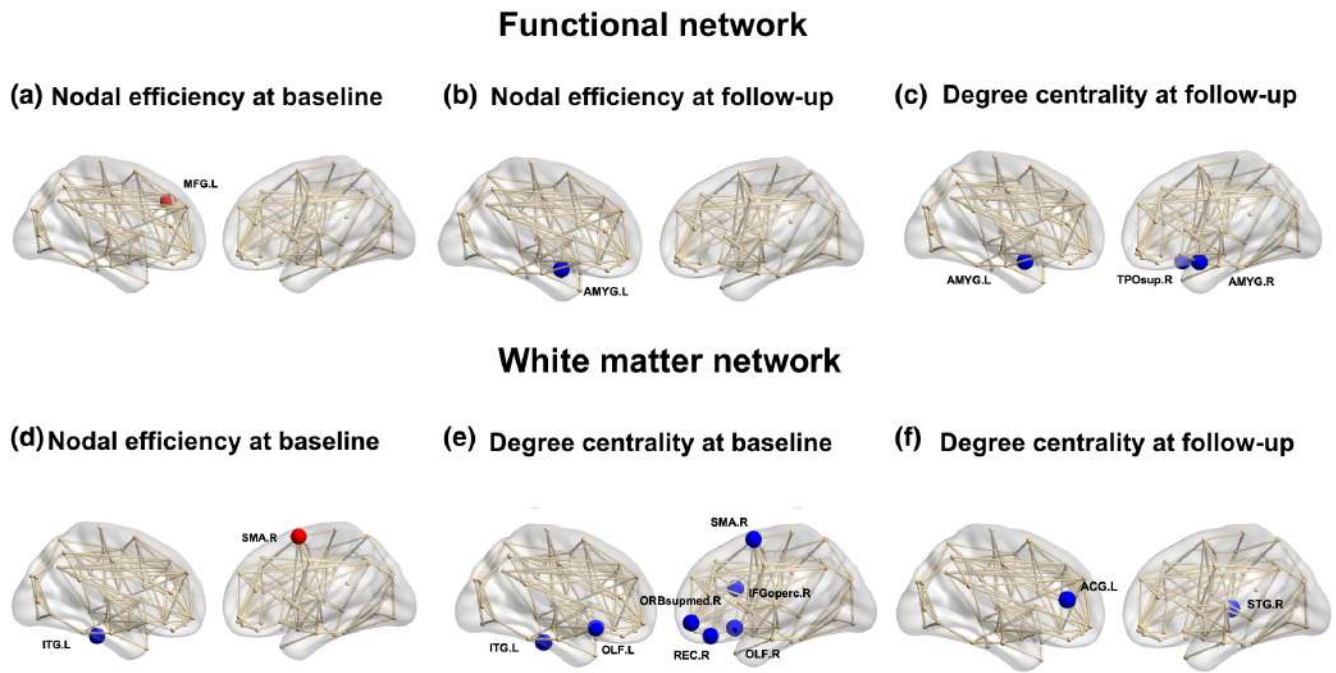 Functional network
(a) Nodal efficiency at baseline
(b) Nodal efficiency at follow-up
(c) Degree centrality at follow-up
MFG.L
AMYG.L
AMYG.L
TPOsup.R
AMYG.R
White matter network
(d) Nodal efficiency at baseline
(e) Degree centrality at baseline
(f) Degree centrality at follow-up
SMA.R
ITG.L
SMA.R
IFGoperc.R
ORBsupmed.R
ITG.L
OLF.L
REC.R
OLF.R
ACG.L
STG.R